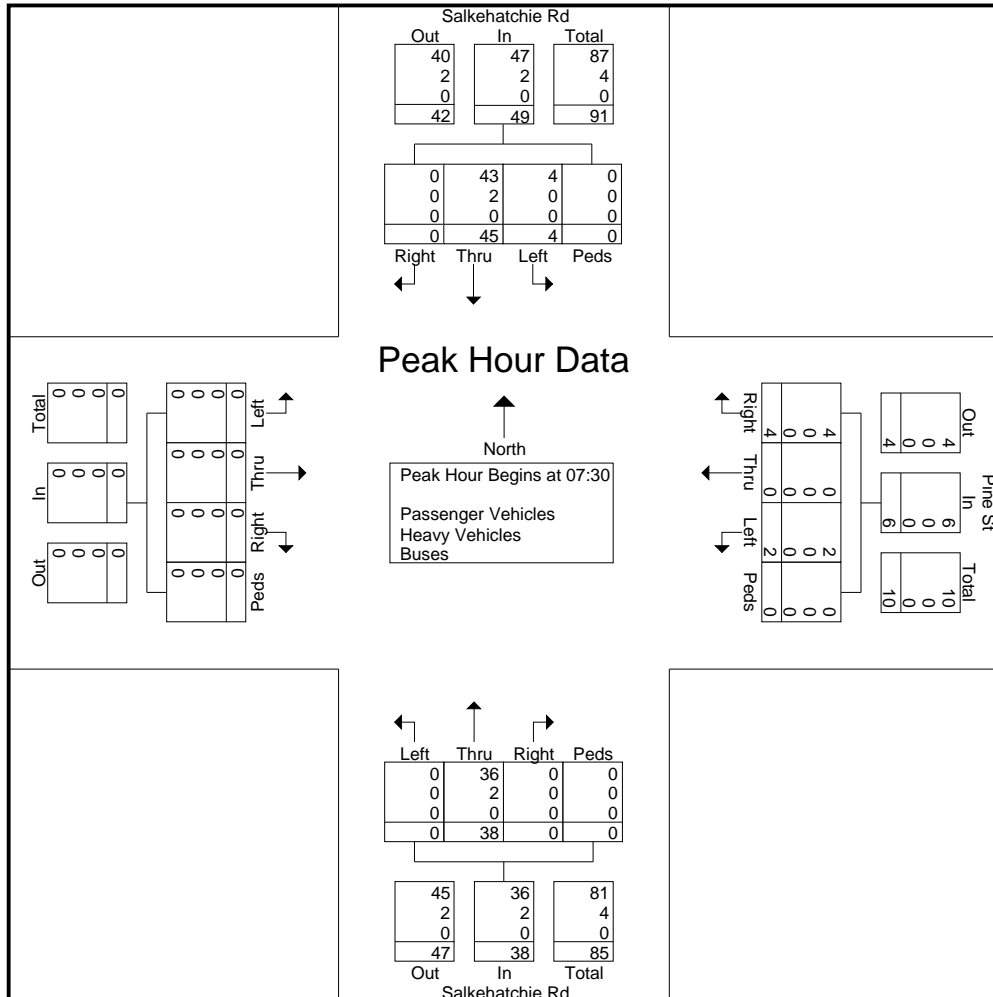 Salkehatchie Rd
Out In Total
40 47 87
2 2 4
0 0 0
42 49 91
0 43 4 0
0 2 0 0
0 0 0 0
0 45 4 0
Right Thru Left Peds
Peak Hour Data
North
Peak Hour Begins at 07:30
Passenger Vehicles
Heavy Vehicles
Buses
Total
0 0 0 0
In
0 0 0 0
Out
0 0 0 0
Left
0 0 0 0
Thru
0 0 0 0
Right
0 0 0 0
Peds
0 0 0 0
Right
4 0 0 4
Thru
0 0 0 0
Left
2 0 0 2
Peds
0 0 0 0
Pine St
Out
4 0 0 4
In
6 0 0 6
Total
10 0 0 10
Left Thru Right Peds
0 36 0 0
0 2 0 0
0 0 0 0
0 38 0 0
45 36 81
2 2 4
0 0 0
47 38 85
Out In Total
Salkehatchie Rd